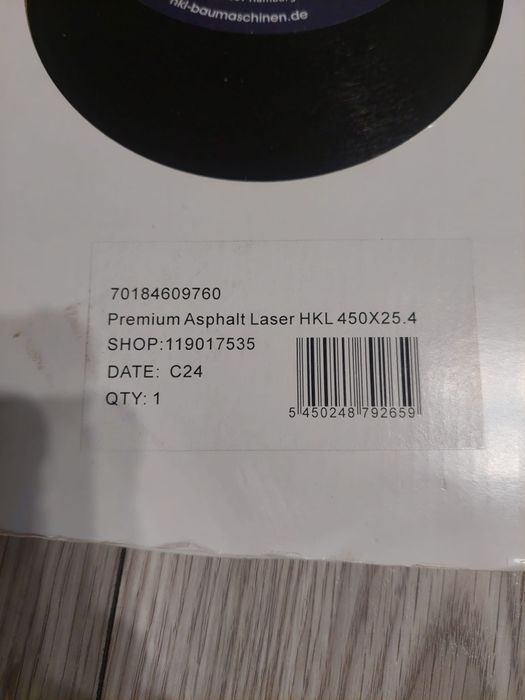 hkl-baumaschinen.de
70184609760
Premium Asphalt Laser HKL 450X25.4
SHOP:119017535
DATE: C24
QTY: 1
5 450248 792659